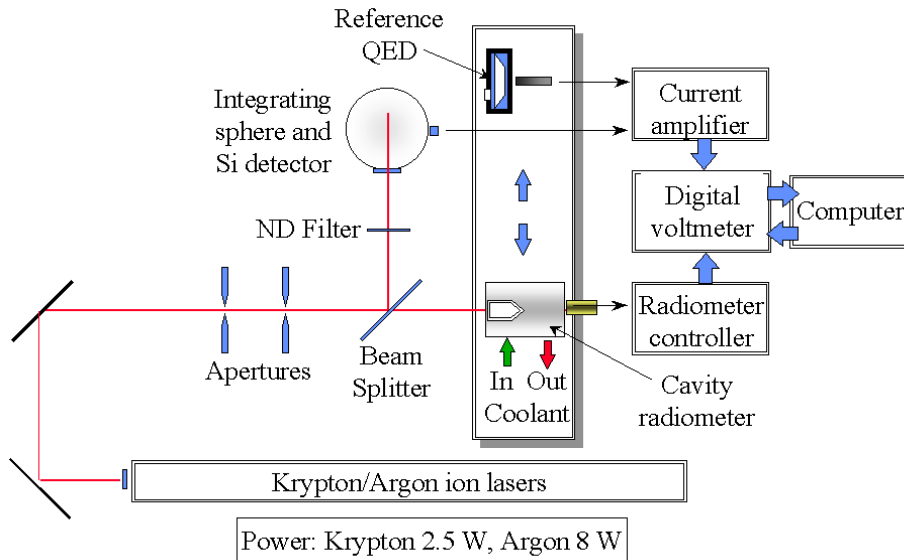 Reference
QED
Integrating
sphere and
Si detector
Current
amplifier
Digital
voltmeter
Computer
ND Filter
Radiometer
controller
Apertures
Beam
Splitter
In Out
Coolant
Cavity
radiometer
Krypton/Argon ion lasers
Power: Krypton 2.5 W, Argon 8 W